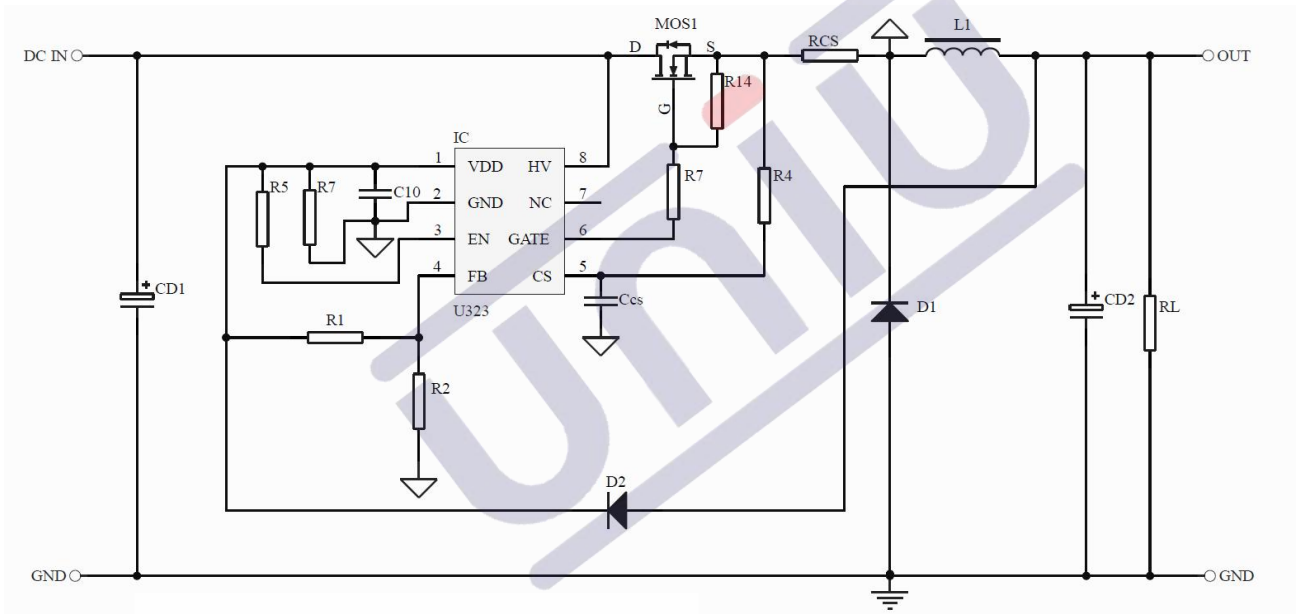 MOS1
L1
DC IN
D
S
RCS
OUT
R14
G
IC
1
VDD
HV
8
R5
R7
C10
R7
R4
2
GND
NC
7
3
EN
GATE
6
4
FB
CS
5
CD1
+
Ccs
U323
D1
CD2
+
RL
R1
R2
D2
GND
GND
uniu